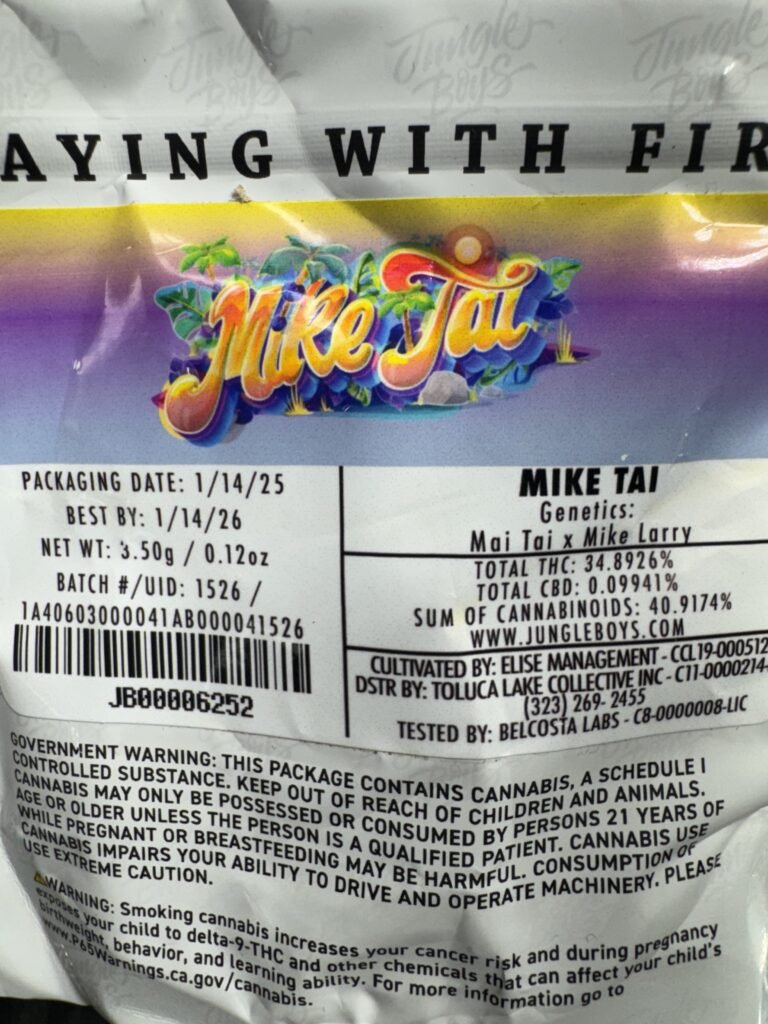 Jungle Boys Jungle Boys Jungle Boys
AYING WITH FIR
Mike Tai
PACKAGING DATE: 1/14/25
BEST BY: 1/14/26
NET WT: 3.50g / 0.12oz
BATCH #/UID: 1526 /
1A40603000041AB000041526
JB00006252
MIKE TAI
Genetics:
Mai Tai x Mike Larry
TOTAL THC: 34.8926%
TOTAL CBD: 0.09941%
SUM OF CANNABINOIDS: 40.9174%
WWW.JUNGLEBOYS.COM
CULTIVATED BY: ELISE MANAGEMENT - CCL19-000512
DSTR BY: TOLUCA LAKE COLLECTIVE INC - C11-0000214-
(323) 269- 2455
TESTED BY: BELCOSTA LABS - C8-0000008-LIC
GOVERNMENT WARNING: THIS PACKAGE CONTAINS CANNABIS, A SCHEDULE I
CONTROLLED SUBSTANCE. KEEP OUT OF REACH OF CHILDREN AND ANIMALS.
CANNABIS MAY ONLY BE POSSESSED OR CONSUMED BY PERSONS 21 YEARS OF
AGE OR OLDER UNLESS THE PERSON IS A QUALIFIED PATIENT. CANNABIS USE
WHILE PREGNANT OR BREASTFEEDING MAY BE HARMFUL. CONSUMPTION OF
CANNABIS IMPAIRS YOUR ABILITY TO DRIVE AND OPERATE MACHINERY. PLEASE
USE EXTREME CAUTION.
WARNING: Smoking cannabis increases your cancer risk and during pregnancy
exposes your child to delta-9-THC and other chemicals that can affect your child's
birthweight, behavior, and learning ability. For more information go to
www.P65Warnings.ca.gov/cannabis.